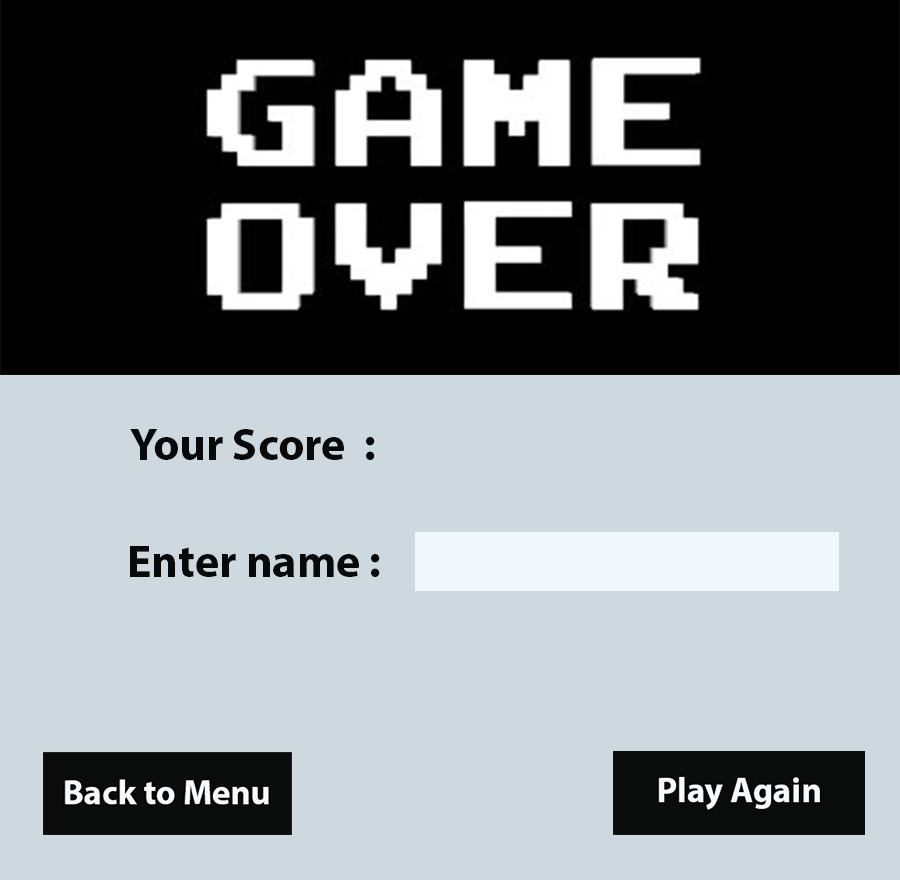 GAME
OVER
Your Score :
Enter name :
Back to Menu
Play Again